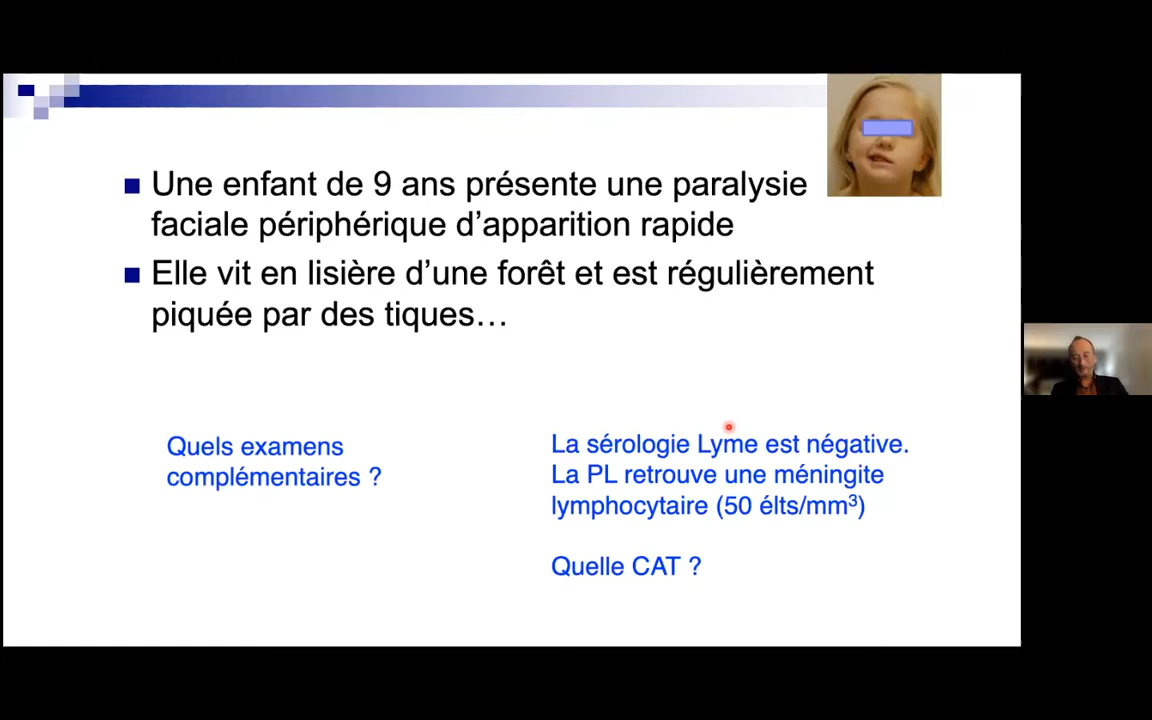 Une enfant de 9 ans présente une paralysie
faciale périphérique d’apparition rapide
Elle vit en lisière d’une forêt et est régulièrement
piquée par des tiques…
Quels examens
complémentaires ?
La sérologie Lyme est négative.
La PL retrouve une méningite
lymphocytaire (50 élts/mm³)
Quelle CAT ?